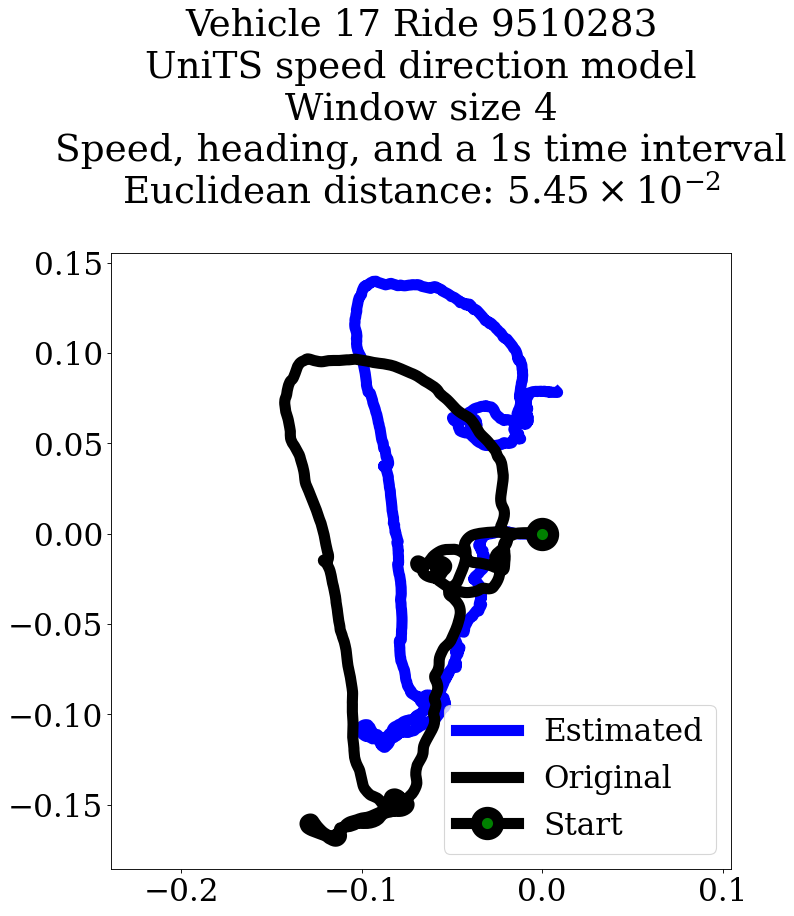 Vehicle 17 Ride 9510283
UniTS speed direction model
Window size 4
Speed, heading, and a 1s time interval
Euclidean distance: 5.45 × 10⁻²
0.15
0.10
0.05
0.00
−0.05
−0.10
−0.15
Estimated
Original
Start
−0.2
−0.1
0.0
0.1